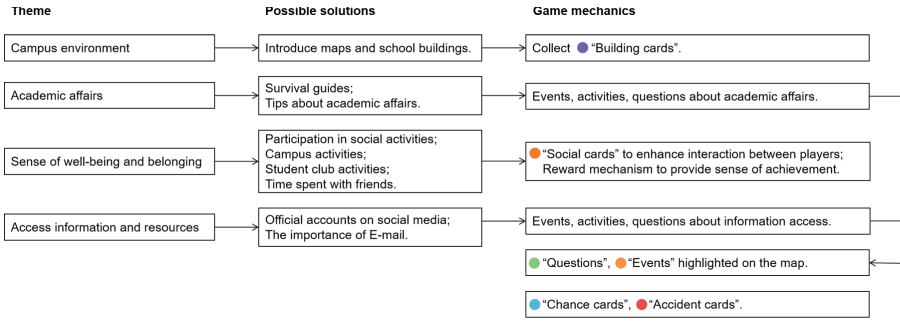 Theme
Possible solutions
Game mechanics
Campus environment
Introduce maps and school buildings.
Collect “Building cards”.
Academic affairs
Survival guides;
Tips about academic affairs.
Events, activities, questions about academic affairs.
Sense of well-being and belonging
Participation in social activities;
Campus activities;
Student club activities;
Time spent with friends.
“Social cards” to enhance interaction between players;
Reward mechanism to provide sense of achievement.
Access information and resources
Official accounts on social media;
The importance of E-mail.
Events, activities, questions about information access.
“Questions”, “Events” highlighted on the map.
“Chance cards”, “Accident cards”.